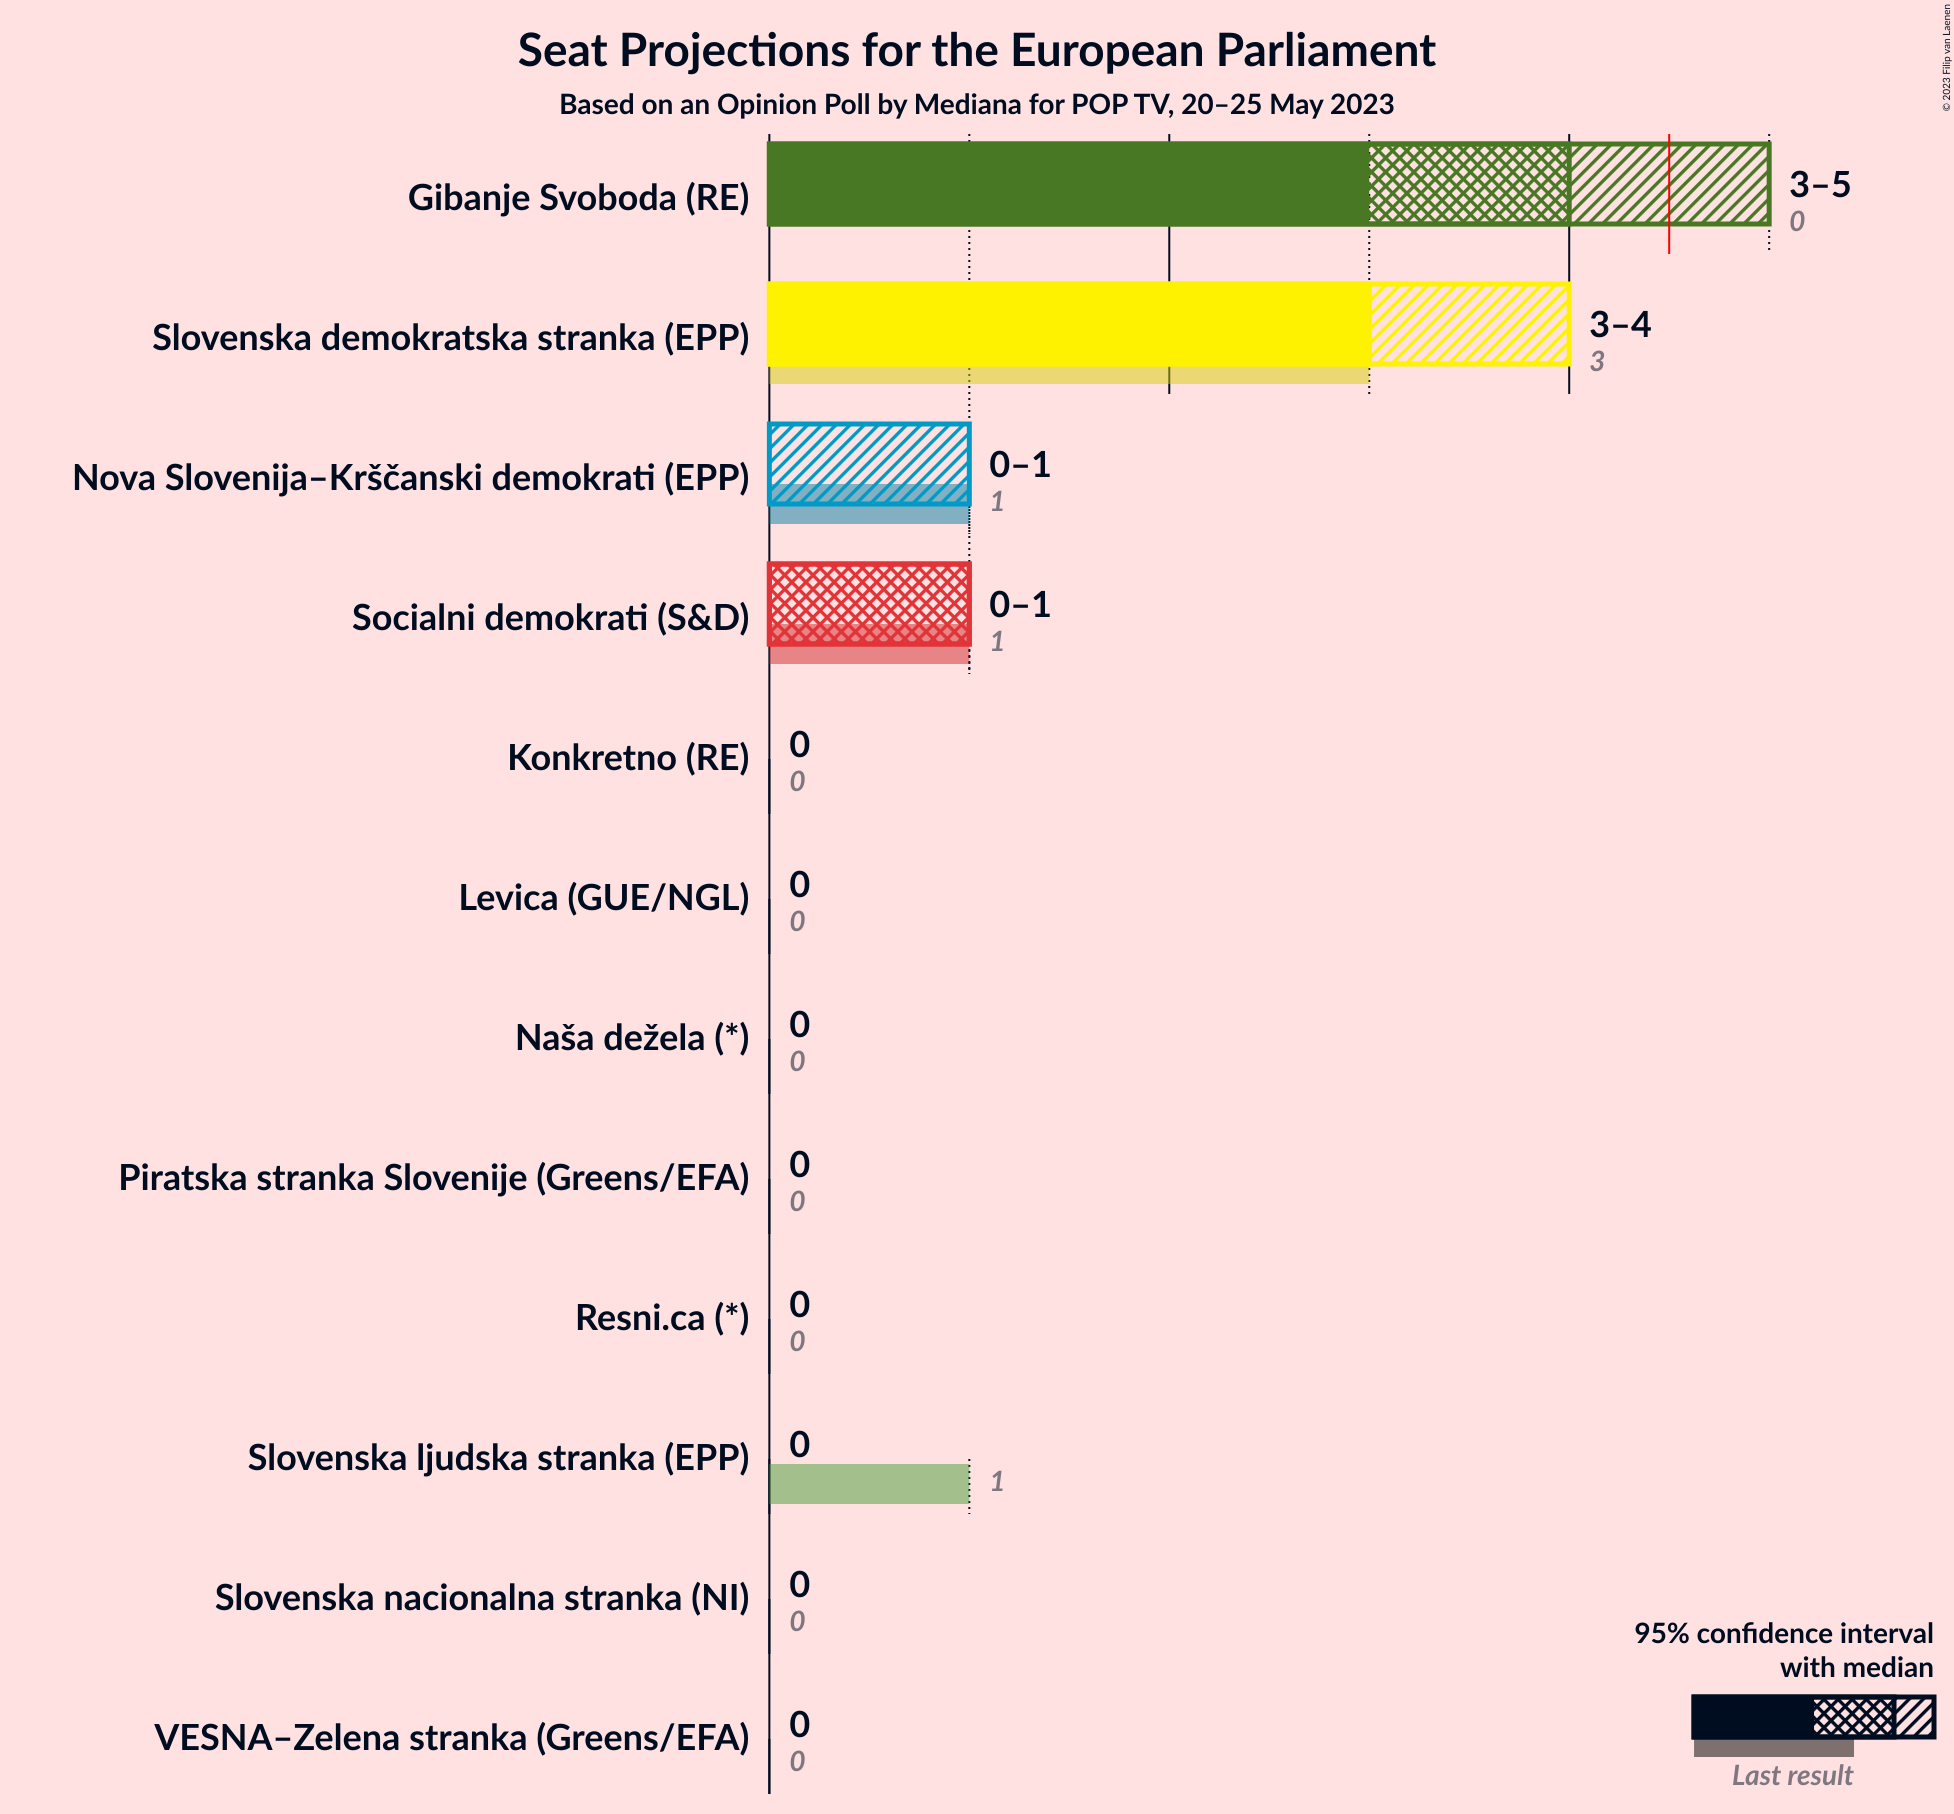 Seat Projections for the European Parliament
Based on an Opinion Poll by Mediana for POP TV, 20–25 May 2023
© 2023 Filip van Laenen
Gibanje Svoboda (RE)
3–5
0
Slovenska demokratska stranka (EPP)
3–4
3
Nova Slovenija–Krščanski demokrati (EPP)
0–1
1
Socialni demokrati (S&D)
0–1
1
Konkretno (RE)
0
0
Levica (GUE/NGL)
0
0
Naša dežela (*)
0
0
Piratska stranka Slovenije (Greens/EFA)
0
0
Resni.ca (*)
0
0
Slovenska ljudska stranka (EPP)
0
1
Slovenska nacionalna stranka (NI)
0
0
VESNA–Zelena stranka (Greens/EFA)
0
0
95% confidence interval
with median
Last result